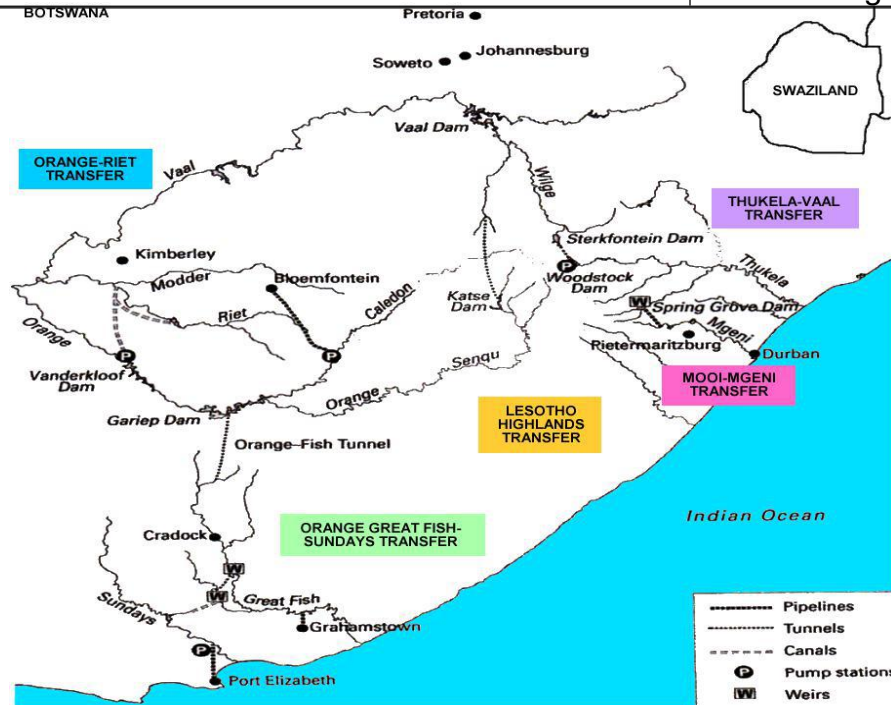 BOTSWANA
Pretoria
Johannesburg
Soweto
SWAZILAND
Vaal Dam
ORANGE-RIET
TRANSFER
Vaal
Wilge
THUKELA-VAAL
TRANSFER
Sterkfontein Dam
Kimberley
Modder
Bloemfontein
Woodstock
Dam
Thukela
Caledon
Katse
Dam
Spring Grove Dam
Riet
Mgeni
Orange
Pietermaritzburg
Durban
Vanderkloof
Dam
Senqu
Orange
MOOI-MGENI
TRANSFER
Gariep Dam
LESOTHO
HIGHLANDS
TRANSFER
Orange-Fish Tunnel
Indian Ocean
Cradock
ORANGE GREAT FISH-
SUNDAYS TRANSFER
W
W
Great Fish
Sundays
Grahamstown
P
Port Elizabeth
P
P
P
W
Pipelines
Tunnels
Canals
P Pump stations
W Weirs